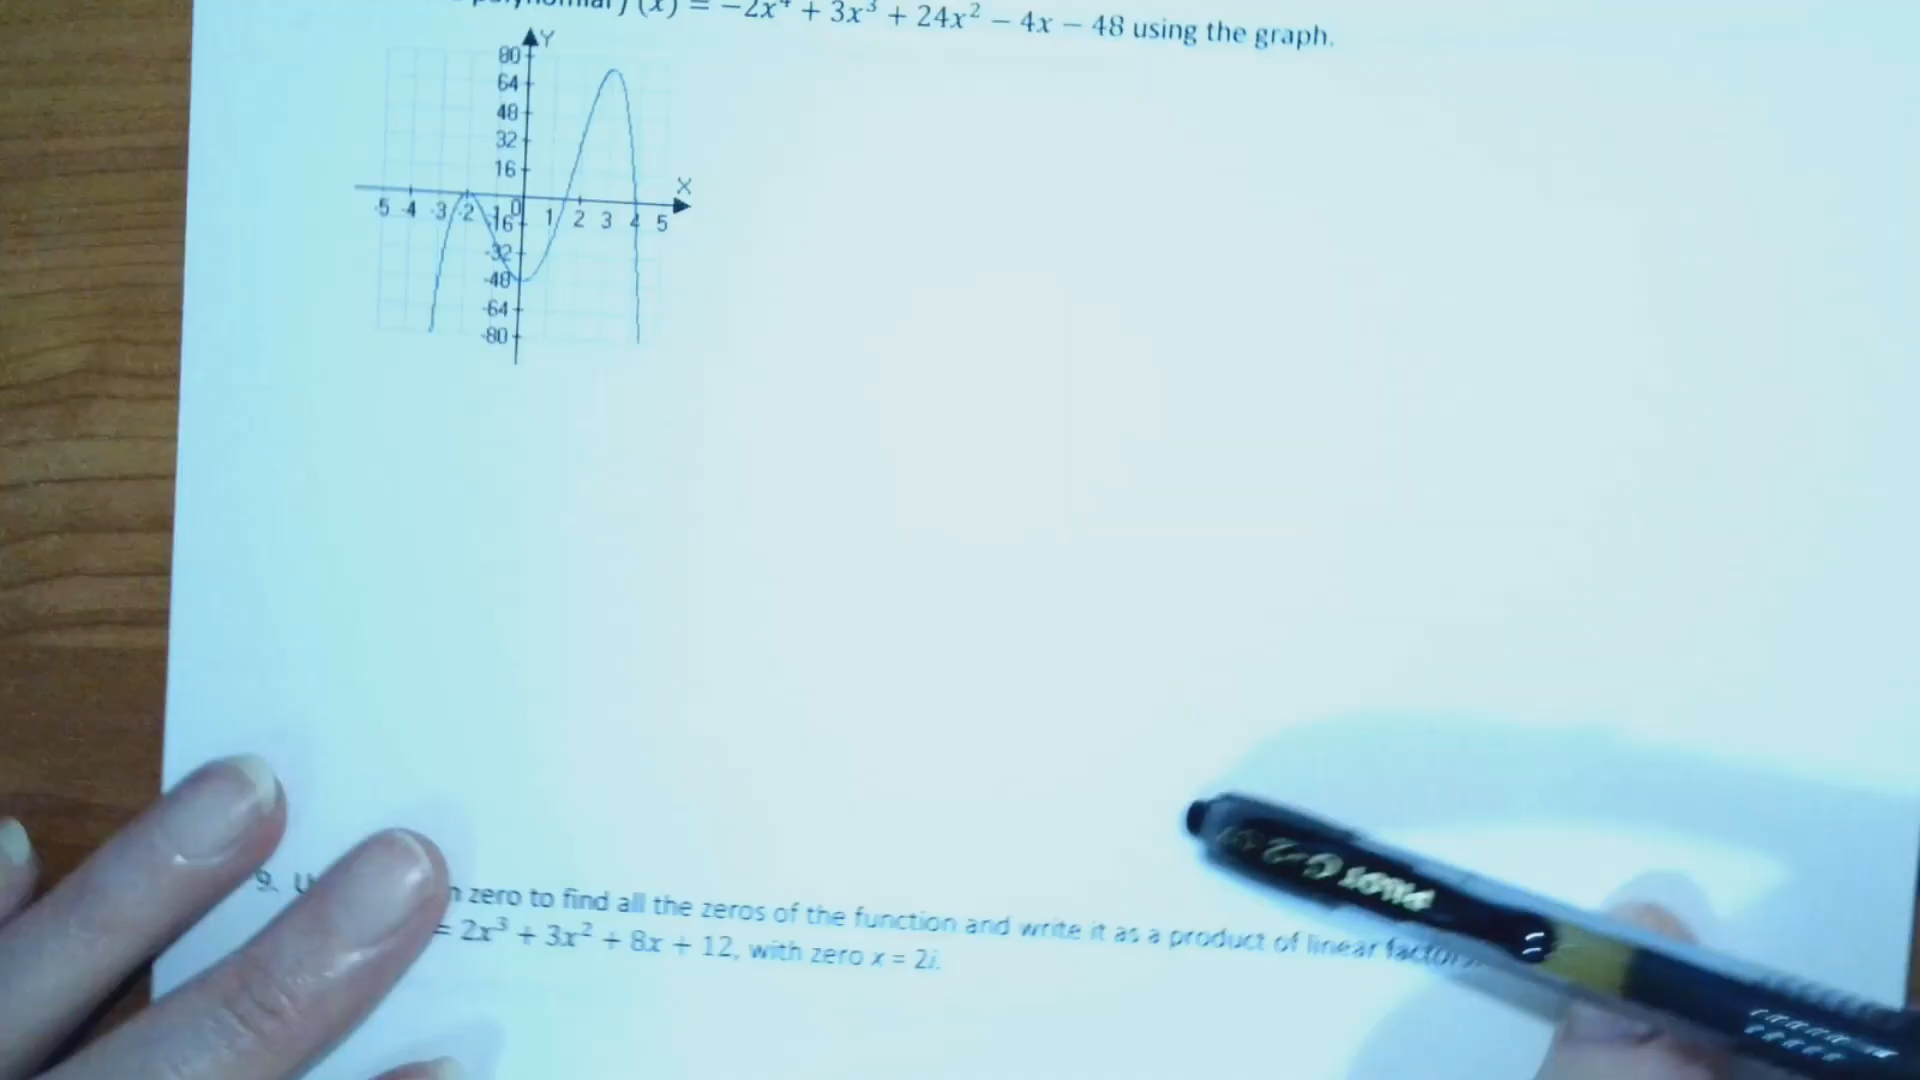 polynomial f(x) = −2x⁴ + 3x³ + 24x² − 4x − 48 using the graph.
Y
80
64
48
32
16
X
-5 -4 -3 -2 -1 0 1 2 3 4 5
-16
-32
-48
-64
-80
9. zero to find all the zeros of the function and write it as a product of linear
= 2x³ + 3x² + 8x + 12, with zero x = 2i.
PILOT G-2